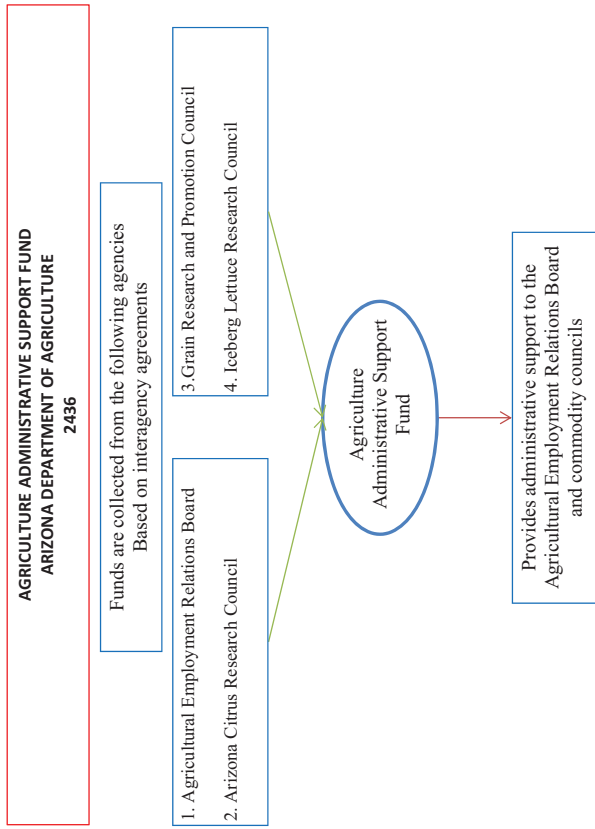 AGRICULTURE ADMINISTRATIVE SUPPORT FUND
ARIZONA DEPARTMENT OF AGRICULTURE
2436
Funds are collected from the following agencies
Based on interagency agreements
1. Agricultural Employment Relations Board
2. Arizona Citrus Research Council
3.Grain Research and Promotion Council
4. Iceberg Lettuce Research Council
Agriculture
Administrative Support
Fund
Provides administrative support to the
Agricultural Employment Relations Board
and commodity councils